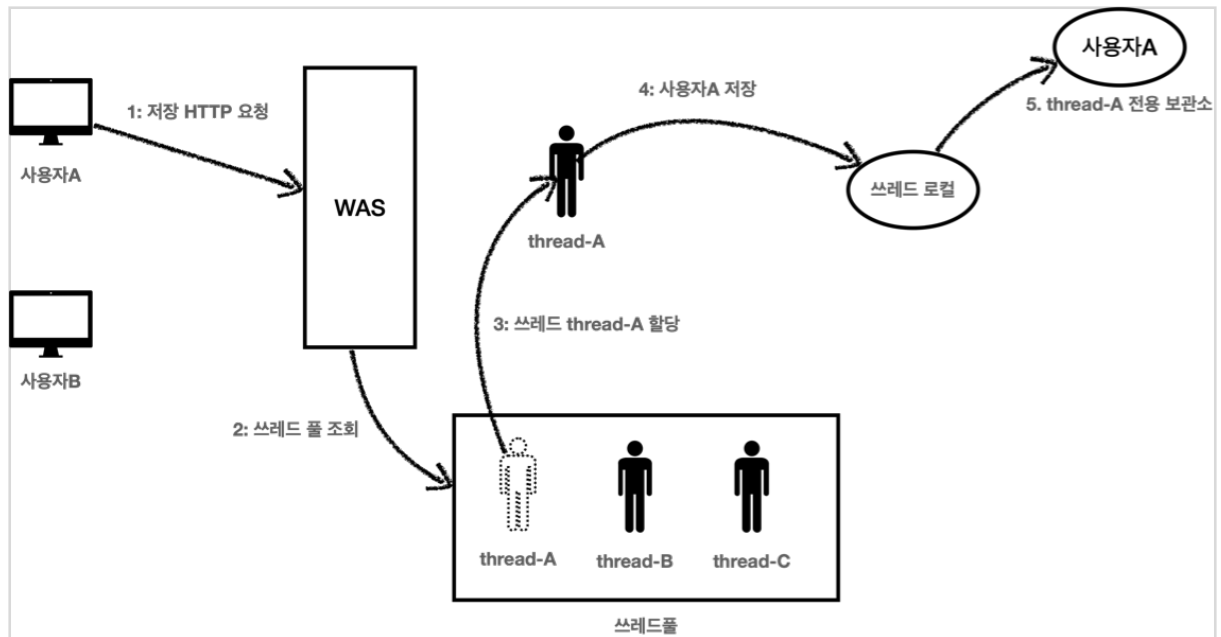 사용자A
4: 사용자A 저장
5. thread-A 전용 보관소
1: 저장 HTTP 요청
사용자A
쓰레드 로컬
WAS
thread-A
3: 쓰레드 thread-A 할당
사용자B
2: 쓰레드 풀 조회
thread-A
thread-B
thread-C
쓰레드풀